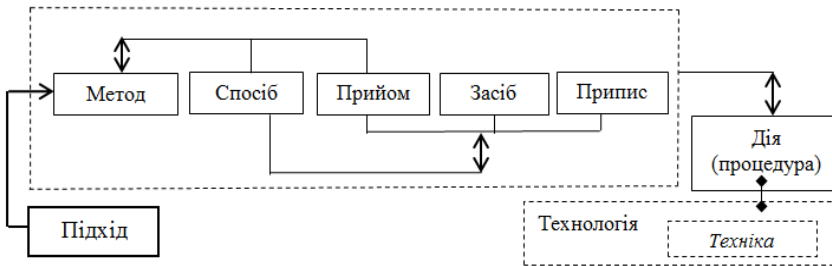 Метод
Спосіб
Прийом
Засіб
Припис
Дія
(процедура)
Підхід
Технологія
Техніка